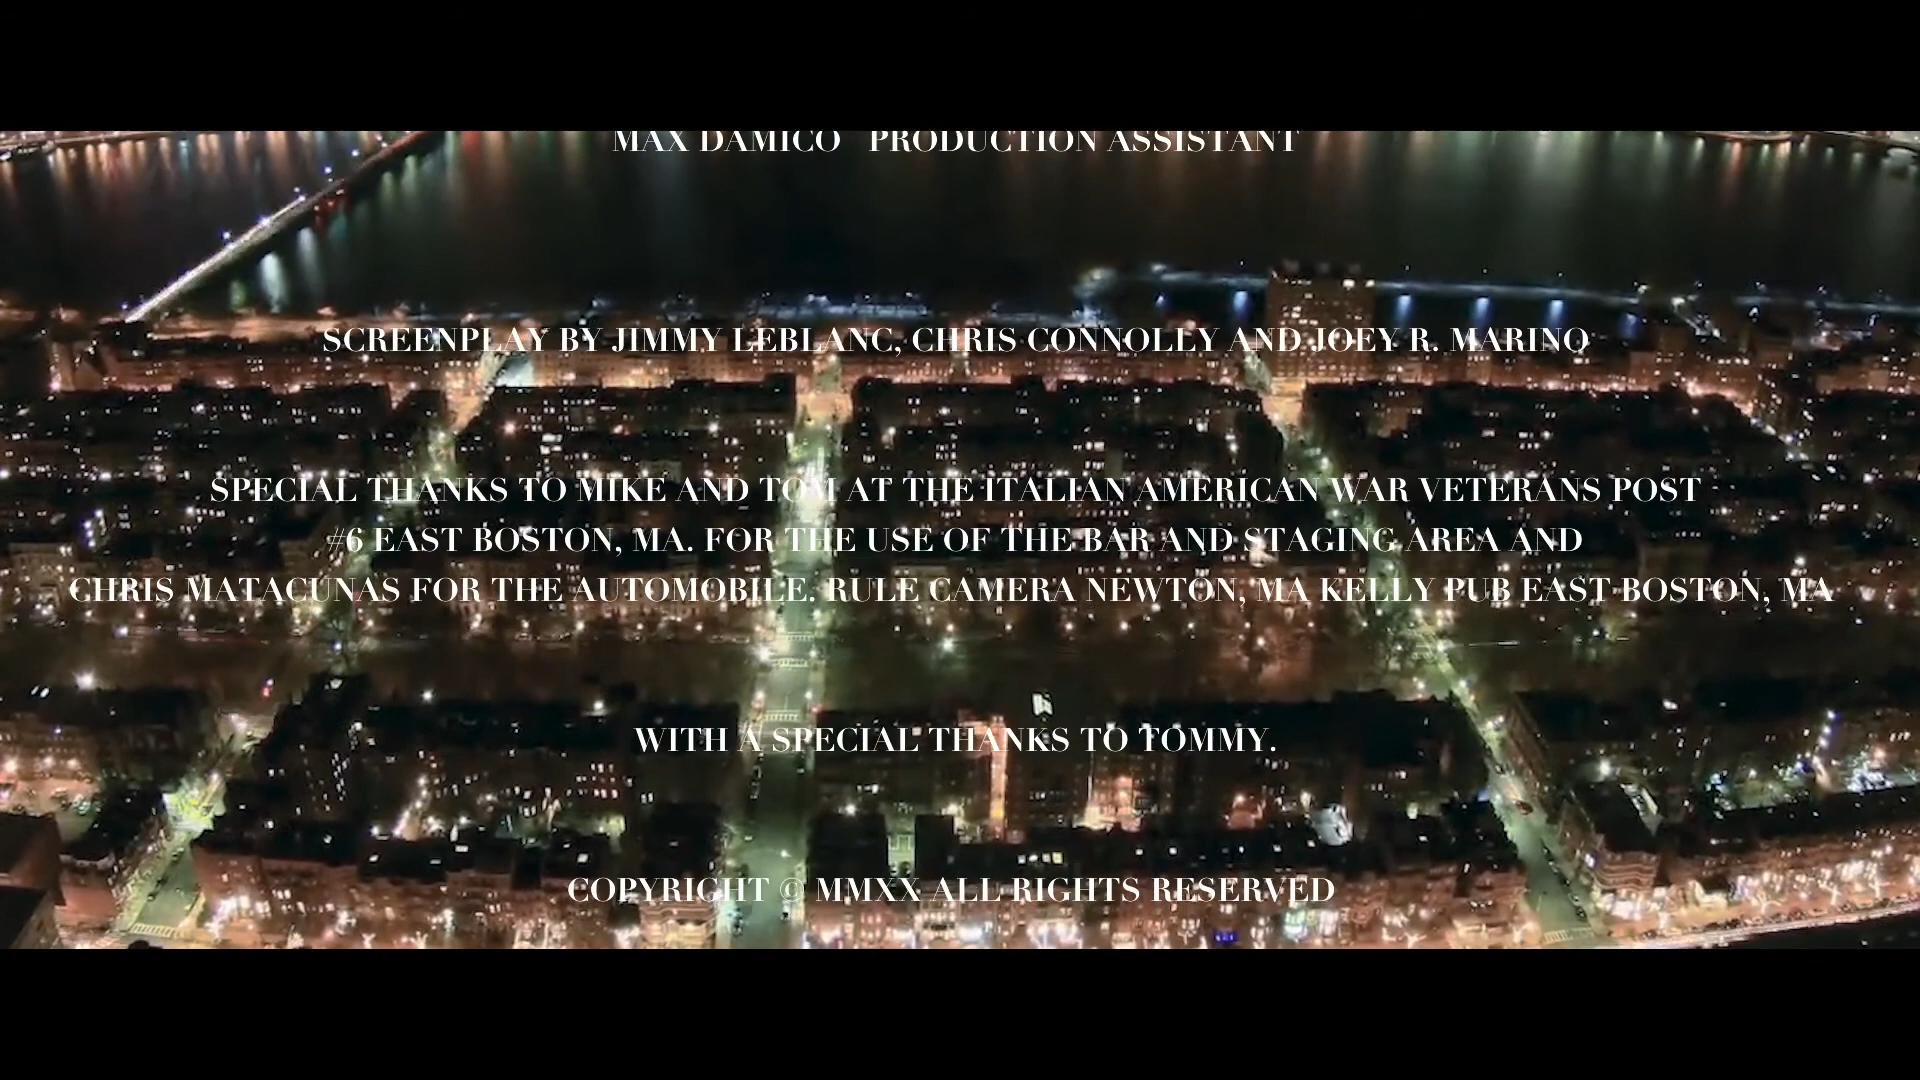 MAX DAMICO PRODUCTION ASSISTANT
SCREENPLAY BY JIMMY LEBLANC, CHRIS CONNOLLY AND JOEY R. MARINO
SPECIAL THANKS TO MIKE AND TOM AT THE ITALIAN AMERICAN WAR VETERANS POST
#6 EAST BOSTON, MA. FOR THE USE OF THE BAR AND STAGING AREA AND
CHRIS MATACUNAS FOR THE AUTOMOBILE. RULE CAMERA NEWTON, MA KELLY PUB EAST BOSTON, MA
WITH A SPECIAL THANKS TO TOMMY.
COPYRIGHT © MMXX ALL RIGHTS RESERVED